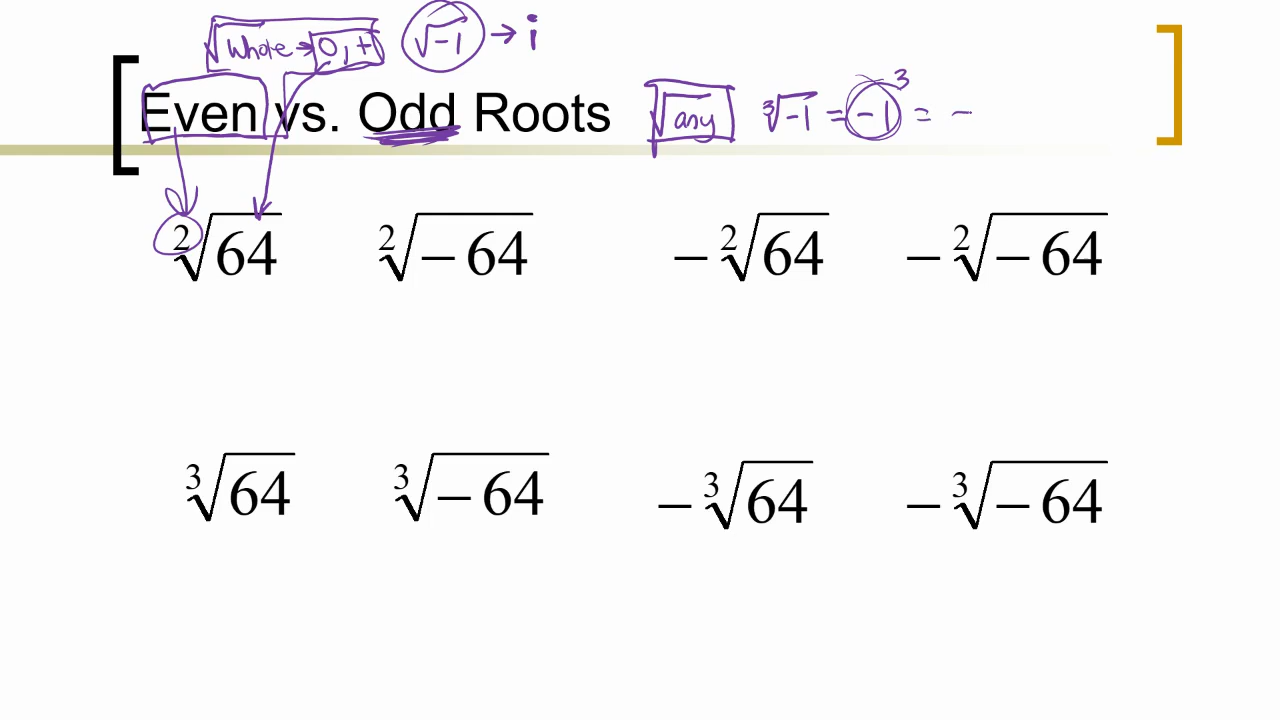 √Whole→0, + √-1 → i
Even vs. Odd Roots √any ³√-1 = -1³ = -
²√64 ²√-64 -²√64 -²√-64
³√64 ³√-64 -³√64 -³√-64